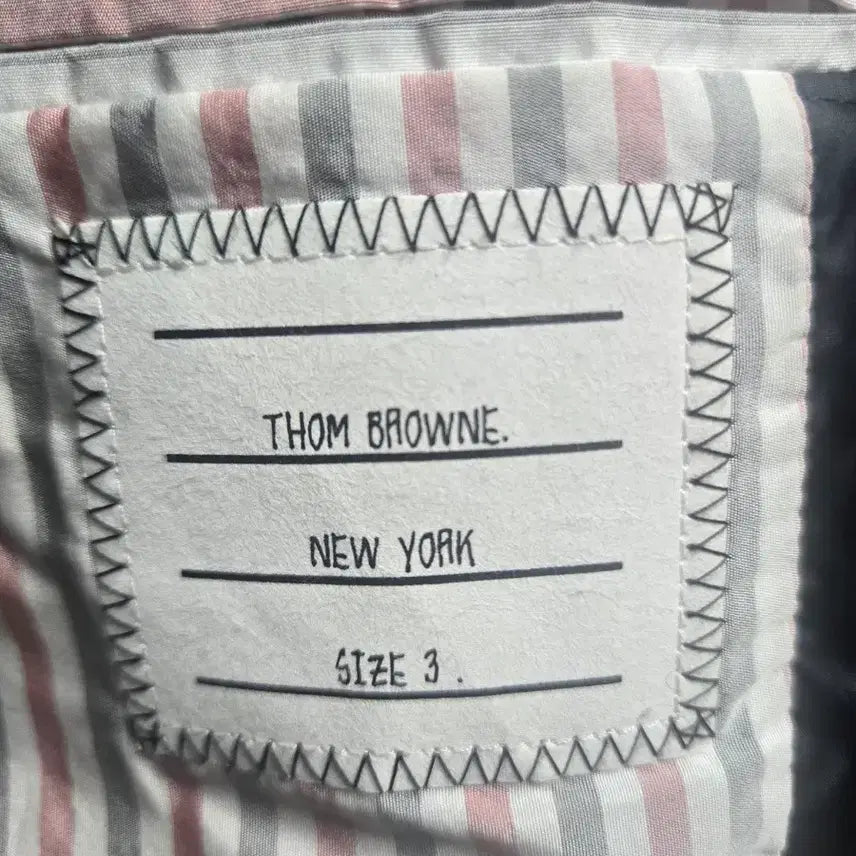 THOM BROWNE.
NEW YORK
SIZE 3.